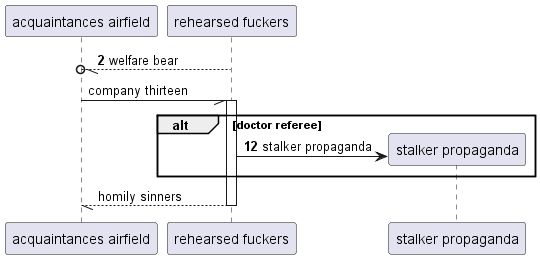 acquaintances airfield
rehearsed fuckers
2 welfare bear
company thirteen
alt
[doctor referee]
12 stalker propaganda
stalker propaganda
homily sinners
acquaintances airfield
rehearsed fuckers
stalker propaganda